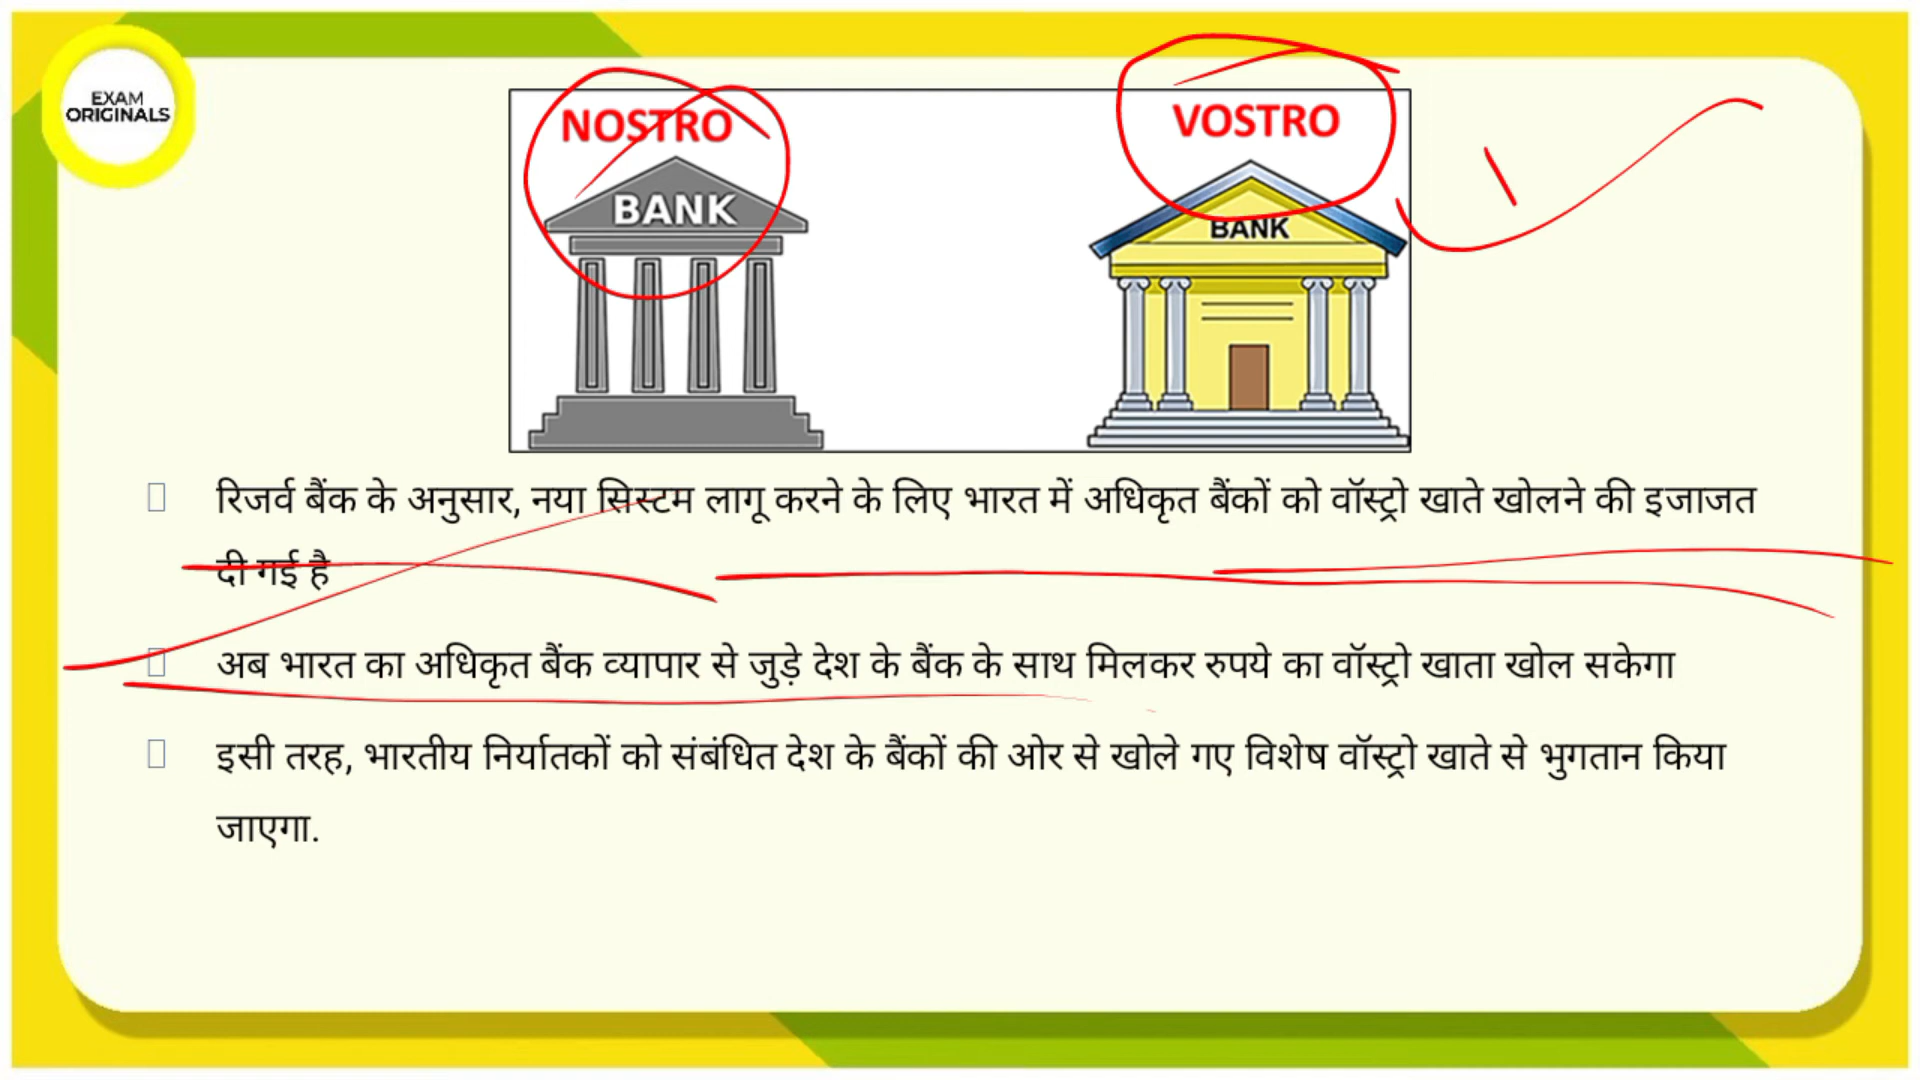 EXAM
ORIGINALS
NOSTRO
VOSTRO
BANK
BANK
रिजर्व बैंक के अनुसार, नया सिस्टम लागू करने के लिए भारत में अधिकृत बैंकों को वॉस्ट्रो खाते खोलने की इजाजत
दी गई है
अब भारत का अधिकृत बैंक व्यापार से जुड़े देश के बैंक के साथ मिलकर रुपये का वॉस्ट्रो खाता खोल सकेगा
इसी तरह, भारतीय निर्यातकों को संबंधित देश के बैंकों की ओर से खोले गए विशेष वॉस्ट्रो खाते से भुगतान किया
जाएगा.